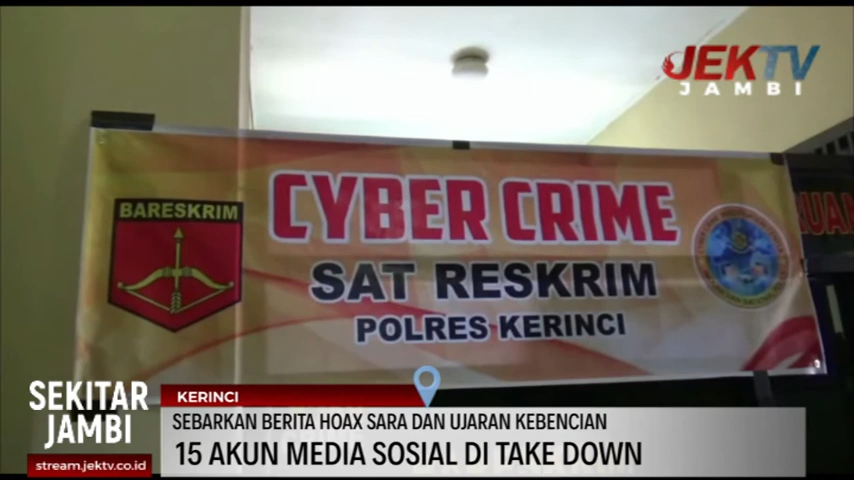 JEKTV
JAMBI
BARESKRIM
CYBER CRIME
SAT RESKRIM
POLRES KERINCI
SEKITAR
JAMBI
stream.jektv.co.id
KERINCI
SEBARKAN BERITA HOAX SARA DAN UJARAN KEBENCIAN
15 AKUN MEDIA SOSIAL DI TAKE DOWN